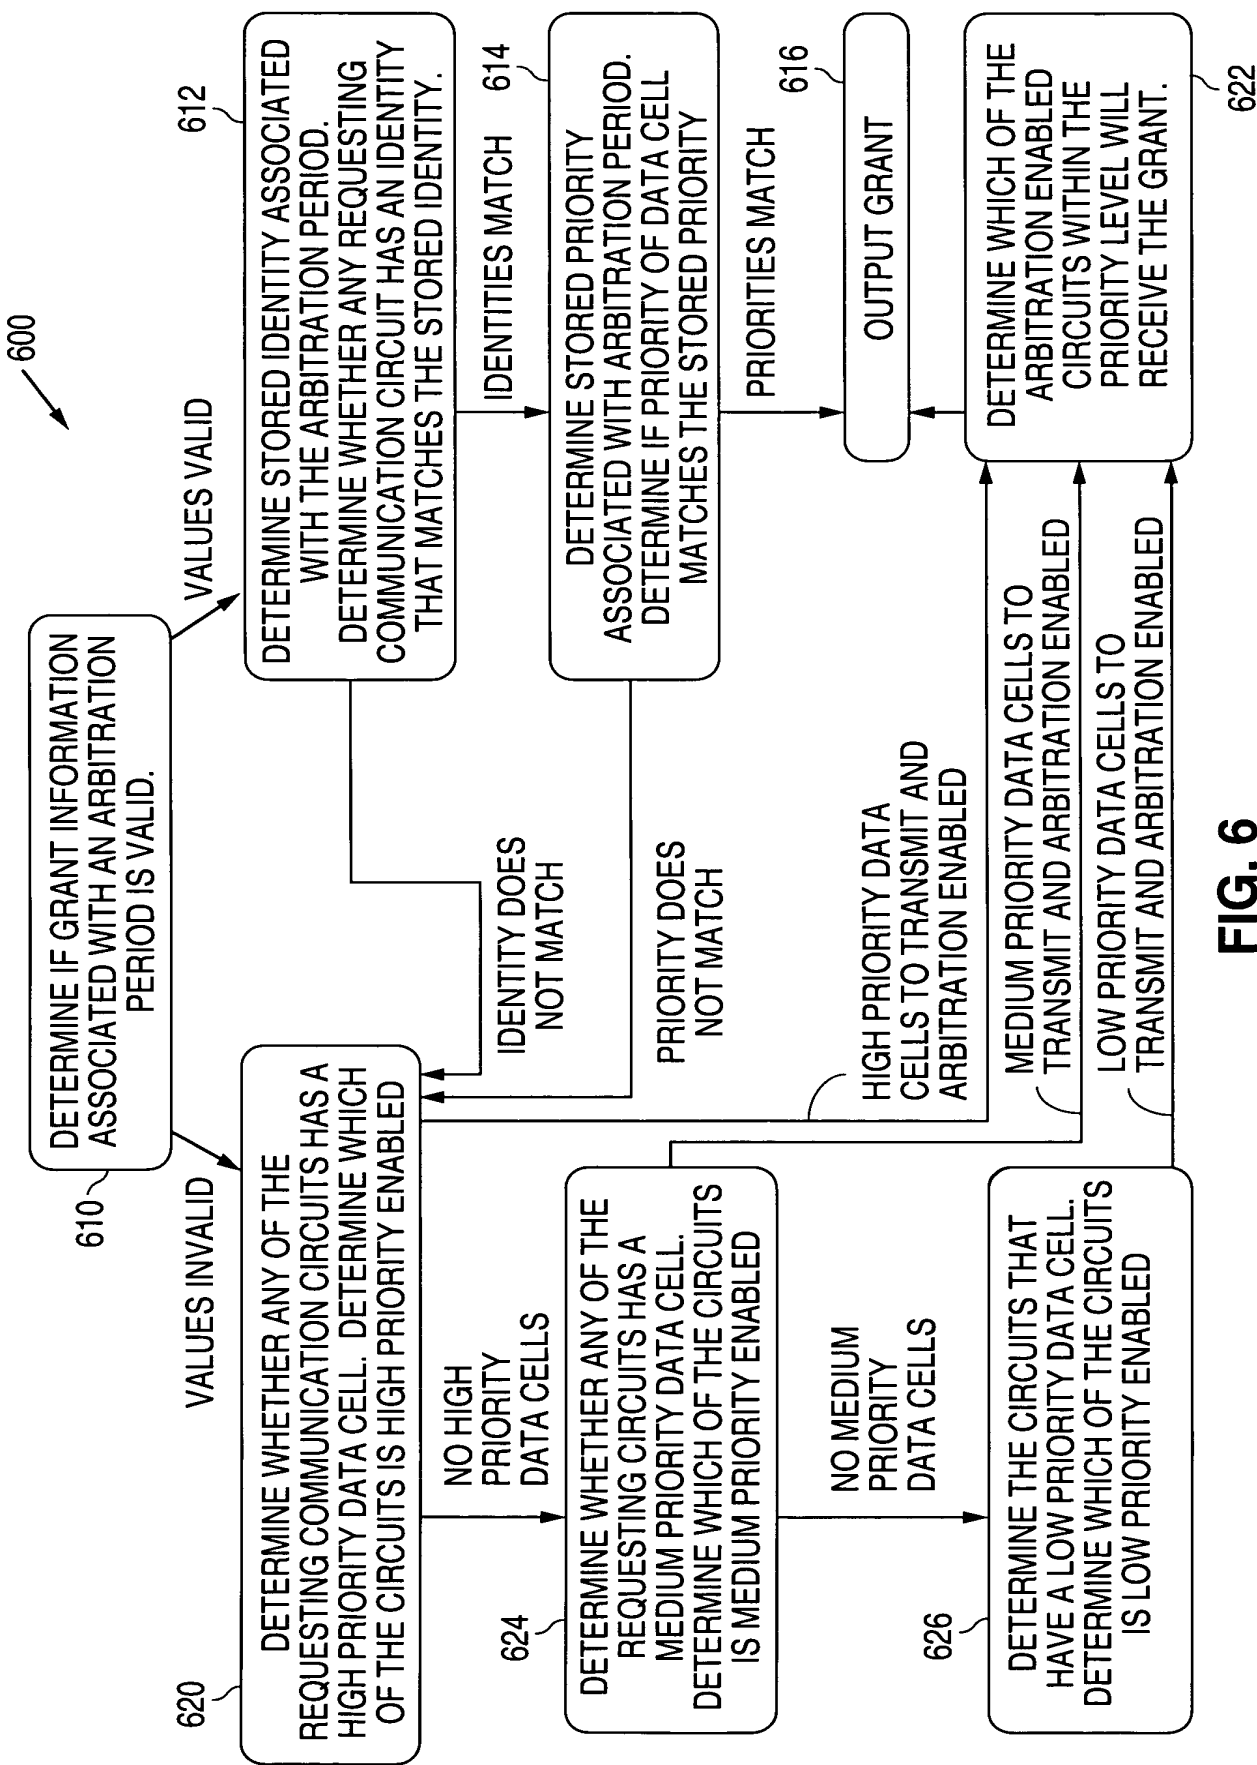 600
DETERMINE IF GRANT INFORMATION
ASSOCIATED WITH AN ARBITRATION
PERIOD IS VALID.
610
VALUES INVALID
VALUES VALID
612
DETERMINE STORED IDENTITY ASSOCIATED
WITH THE ARBITRATION PERIOD.
DETERMINE WHETHER ANY REQUESTING
COMMUNICATION CIRCUIT HAS AN IDENTITY
THAT MATCHES THE STORED IDENTITY.
IDENTITIES MATCH
614
DETERMINE STORED PRIORITY
ASSOCIATED WITH ARBITRATION PERIOD.
DETERMINE IF PRIORITY OF DATA CELL
MATCHES THE STORED PRIORITY
PRIORITIES MATCH
616
OUTPUT GRANT
DETERMINE WHICH OF THE
ARBITRATION ENABLED
CIRCUITS WITHIN THE
PRIORITY LEVEL WILL
RECEIVE THE GRANT.
622
620
DETERMINE WHETHER ANY OF THE
REQUESTING COMMUNICATION CIRCUITS HAS A
HIGH PRIORITY DATA CELL. DETERMINE WHICH
OF THE CIRCUITS IS HIGH PRIORITY ENABLED
IDENTITY DOES
NOT MATCH
PRIORITY DOES
NOT MATCH
NO HIGH
PRIORITY
DATA CELLS
HIGH PRIORITY DATA
CELLS TO TRANSMIT AND
ARBITRATION ENABLED
624
DETERMINE WHETHER ANY OF THE
REQUESTING CIRCUITS HAS A
MEDIUM PRIORITY DATA CELL.
DETERMINE WHICH OF THE CIRCUITS
IS MEDIUM PRIORITY ENABLED
NO MEDIUM
PRIORITY
DATA CELLS
MEDIUM PRIORITY DATA CELLS TO
TRANSMIT AND ARBITRATION ENABLED
626
DETERMINE THE CIRCUITS THAT
HAVE A LOW PRIORITY DATA CELL.
DETERMINE WHICH OF THE CIRCUITS
IS LOW PRIORITY ENABLED
LOW PRIORITY DATA CELLS TO
TRANSMIT AND ARBITRATION ENABLED
FIG. 6